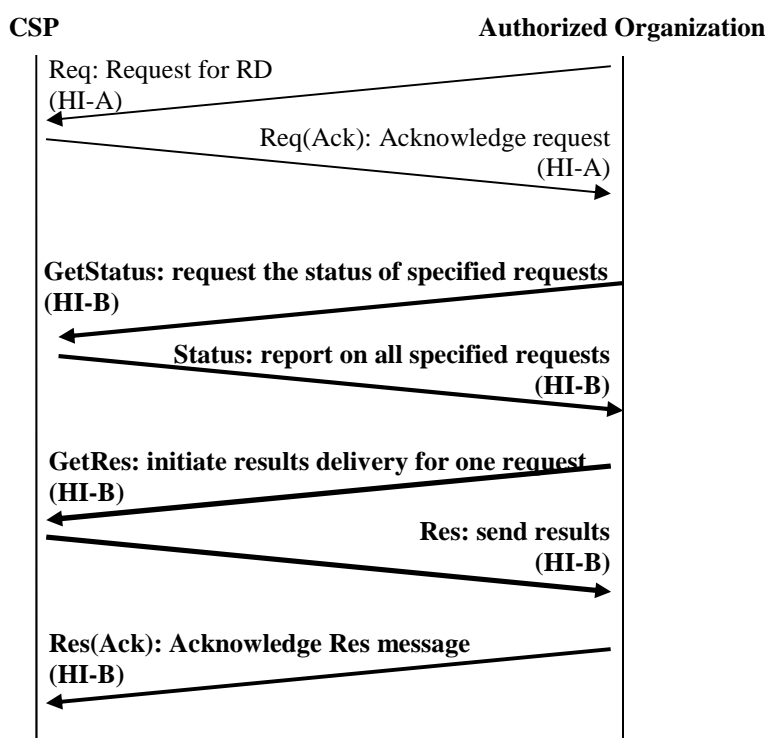 CSP
Authorized Organization
Req: Request for RD
(HI-A)
Req(Ack): Acknowledge request
(HI-A)
GetStatus: request the status of specified requests
(HI-B)
Status: report on all specified requests
(HI-B)
GetRes: initiate results delivery for one request
(HI-B)
Res: send results
(HI-B)
Res(Ack): Acknowledge Res message
(HI-B)